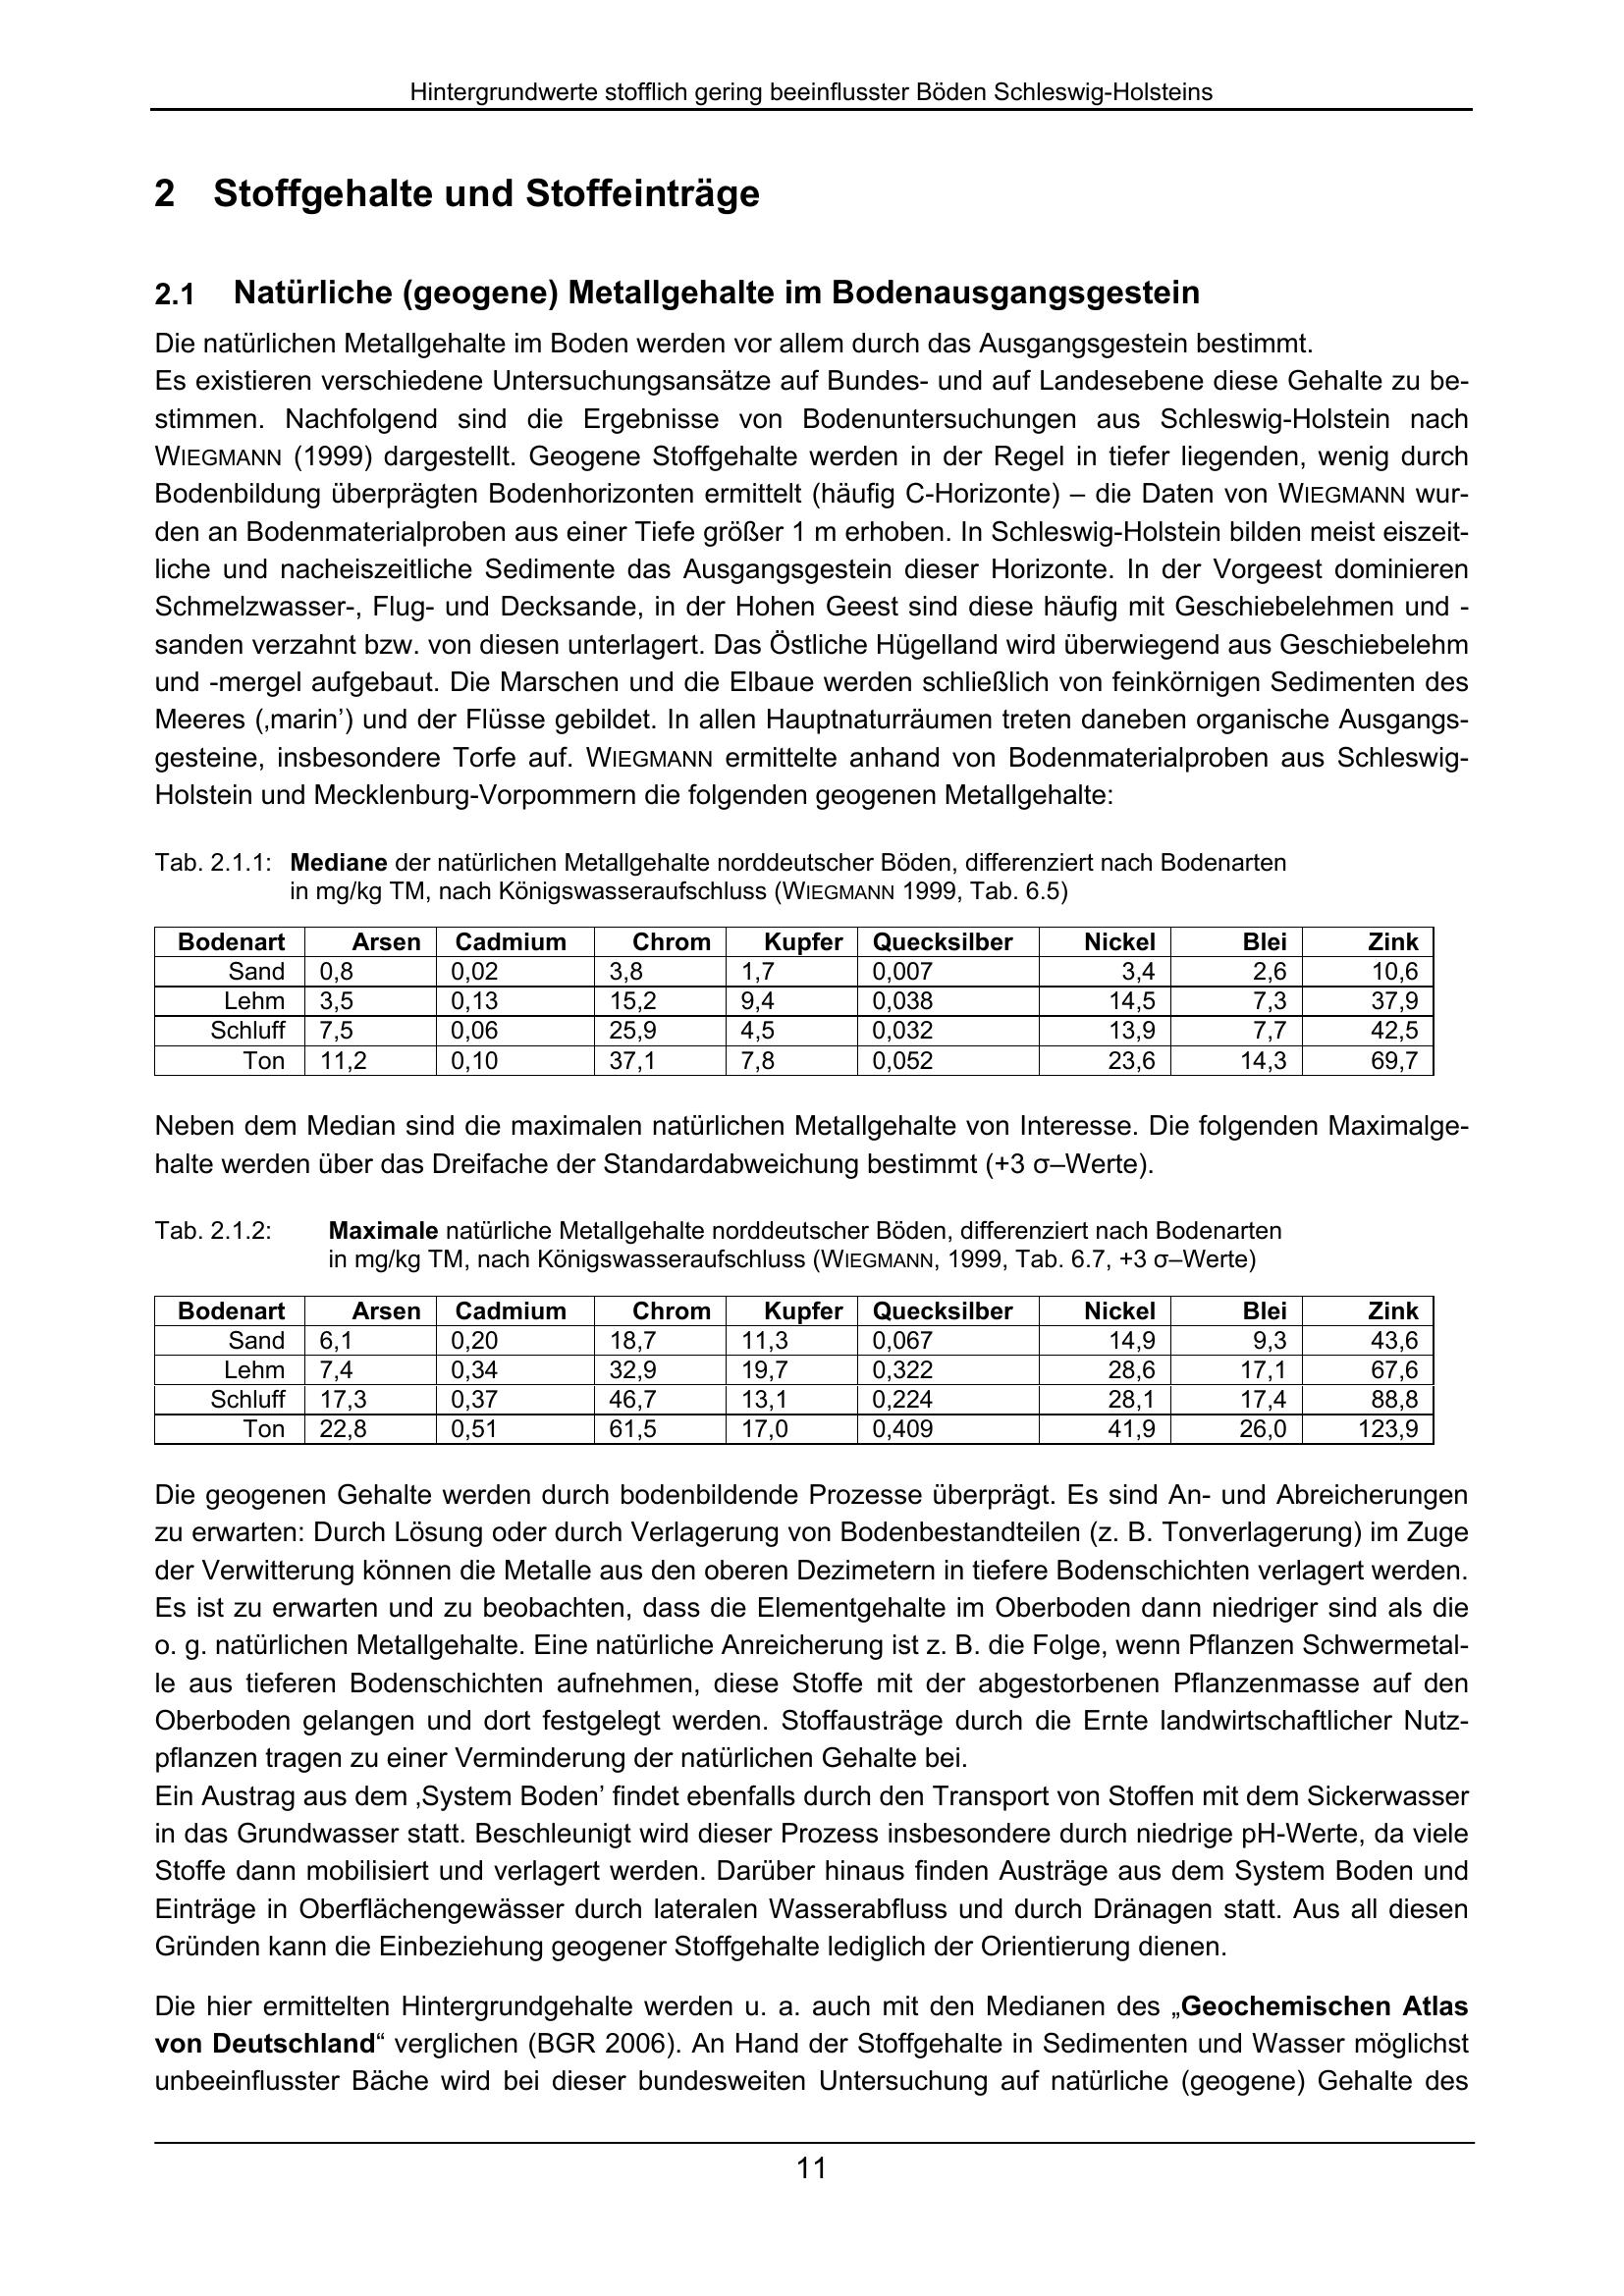 Hintergrundwerte stofflich gering beeinflusster Böden Schleswig-Holsteins
2 Stoffgehalte und Stoffeinträge
2.1 Natürliche (geogene) Metallgehalte im Bodenausgangsgestein
Die natürlichen Metallgehalte im Boden werden vor allem durch das Ausgangsgestein bestimmt.
Es existieren verschiedene Untersuchungsansätze auf Bundes- und auf Landesebene diese Gehalte zu be-
stimmen. Nachfolgend sind die Ergebnisse von Bodenuntersuchungen aus Schleswig-Holstein nach
WIEGMANN (1999) dargestellt. Geogene Stoffgehalte werden in der Regel in tiefer liegenden, wenig durch
Bodenbildung überprägten Bodenhorizonten ermittelt (häufig C-Horizonte) – die Daten von WIEGMANN wur-
den an Bodenmaterialproben aus einer Tiefe größer 1 m erhoben. In Schleswig-Holstein bilden meist eiszeit-
liche und nacheiszeitliche Sedimente das Ausgangsgestein dieser Horizonte. In der Vorgeest dominieren
Schmelzwasser-, Flug- und Decksande, in der Hohen Geest sind diese häufig mit Geschiebelehmen und -
sanden verzahnt bzw. von diesen unterlagert. Das Östliche Hügelland wird überwiegend aus Geschiebelehm
und -mergel aufgebaut. Die Marschen und die Elbaue werden schließlich von feinkörnigen Sedimenten des
Meeres (‚marin’) und der Flüsse gebildet. In allen Hauptnaturräumen treten daneben organische Ausgangs-
gesteine, insbesondere Torfe auf. WIEGMANN ermittelte anhand von Bodenmaterialproben aus Schleswig-
Holstein und Mecklenburg-Vorpommern die folgenden geogenen Metallgehalte:
Tab. 2.1.1: Mediane der natürlichen Metallgehalte norddeutscher Böden, differenziert nach Bodenarten
in mg/kg TM, nach Königswasseraufschluss (WIEGMANN 1999, Tab. 6.5)
Bodenart Arsen Cadmium Chrom Kupfer Quecksilber Nickel Blei Zink
Sand 0,8 0,02 3,8 1,7 0,007 3,4 2,6 10,6
Lehm 3,5 0,13 15,2 9,4 0,038 14,5 7,3 37,9
Schluff 7,5 0,06 25,9 4,5 0,032 13,9 7,7 42,5
Ton 11,2 0,10 37,1 7,8 0,052 23,6 14,3 69,7
Neben dem Median sind die maximalen natürlichen Metallgehalte von Interesse. Die folgenden Maximalge-
halte werden über das Dreifache der Standardabweichung bestimmt (+3 σ–Werte).
Tab. 2.1.2: Maximale natürliche Metallgehalte norddeutscher Böden, differenziert nach Bodenarten
in mg/kg TM, nach Königswasseraufschluss (WIEGMANN, 1999, Tab. 6.7, +3 σ–Werte)
Bodenart Arsen Cadmium Chrom Kupfer Quecksilber Nickel Blei Zink
Sand 6,1 0,20 18,7 11,3 0,067 14,9 9,3 43,6
Lehm 7,4 0,34 32,9 19,7 0,322 28,6 17,1 67,6
Schluff 17,3 0,37 46,7 13,1 0,224 28,1 17,4 88,8
Ton 22,8 0,51 61,5 17,0 0,409 41,9 26,0 123,9
Die geogenen Gehalte werden durch bodenbildende Prozesse überprägt. Es sind An- und Abreicherungen
zu erwarten: Durch Lösung oder durch Verlagerung von Bodenbestandteilen (z. B. Tonverlagerung) im Zuge
der Verwitterung können die Metalle aus den oberen Dezimetern in tiefere Bodenschichten verlagert werden.
Es ist zu erwarten und zu beobachten, dass die Elementgehalte im Oberboden dann niedriger sind als die
o. g. natürlichen Metallgehalte. Eine natürliche Anreicherung ist z. B. die Folge, wenn Pflanzen Schwermetal-
le aus tieferen Bodenschichten aufnehmen, diese Stoffe mit der abgestorbenen Pflanzenmasse auf den
Oberboden gelangen und dort festgelegt werden. Stoffausträge durch die Ernte landwirtschaftlicher Nutz-
pflanzen tragen zu einer Verminderung der natürlichen Gehalte bei.
Ein Austrag aus dem ‚System Boden’ findet ebenfalls durch den Transport von Stoffen mit dem Sickerwasser
in das Grundwasser statt. Beschleunigt wird dieser Prozess insbesondere durch niedrige pH-Werte, da viele
Stoffe dann mobilisiert und verlagert werden. Darüber hinaus finden Austräge aus dem System Boden und
Einträge in Oberflächengewässer durch lateralen Wasserabfluss und durch Dränagen statt. Aus all diesen
Gründen kann die Einbeziehung geogener Stoffgehalte lediglich der Orientierung dienen.
Die hier ermittelten Hintergrundgehalte werden u. a. auch mit den Medianen des „Geochemischen Atlas
von Deutschland“ verglichen (BGR 2006). An Hand der Stoffgehalte in Sedimenten und Wasser möglichst
unbeeinflusster Bäche wird bei dieser bundesweiten Untersuchung auf natürliche (geogene) Gehalte des
11